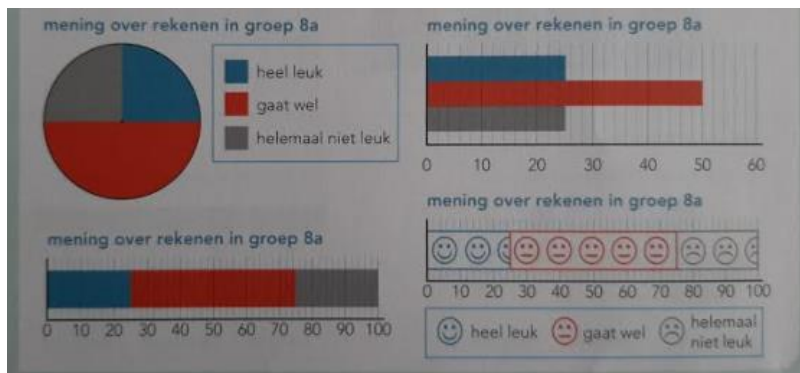 mening over rekenen in groep 8a
heel leuk
gaat wel
helemaal niet leuk
mening over rekenen in groep 8a
0 10 20 30 40 50 60
mening over rekenen in groep 8a
0 10 20 30 40 50 60 70 80 90 100
mening over rekenen in groep 8a
0 10 20 30 40 50 60 70 80 90 100
heel leuk gaat wel helemaal
niet leuk